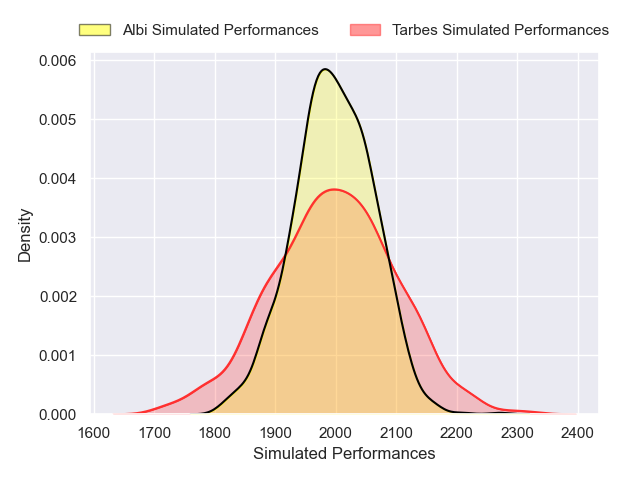 Albi Simulated Performances Tarbes Simulated Performances
0.006
0.005
0.004
0.003
0.002
0.001
0.000
Density
1600 1700 1800 1900 2000 2100 2200 2300 2400
Simulated Performances